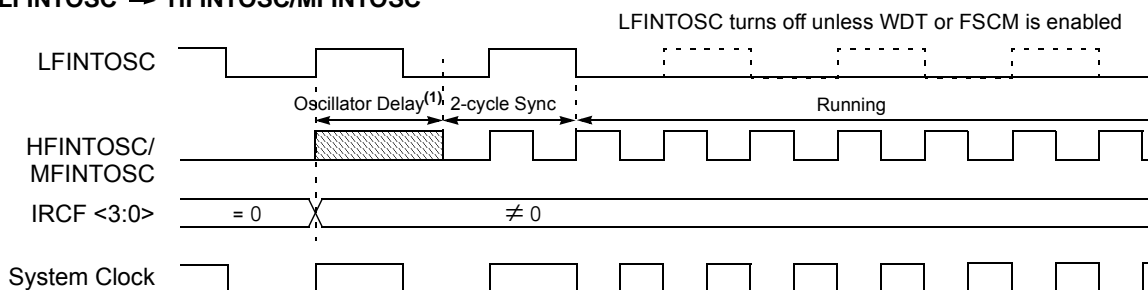 LFINTOSC → HFINTOSC/MFINTOSC
LFINTOSC turns off unless WDT or FSCM is enabled
LFINTOSC
Oscillator Delay(1) 2-cycle Sync Running
HFINTOSC/
MFINTOSC
IRCF <3:0> = 0 ≠ 0
System Clock